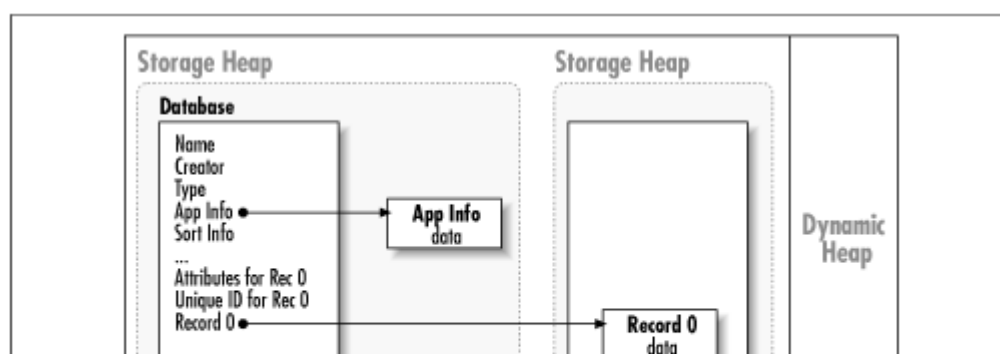 Storage Heap
Storage Heap
Database
Name
Creator
Type
App Info
Sort Info
...
Attributes for Rec 0
Unique ID for Rec 0
Record 0
App Info
data
Record 0
data
Dynamic
Heap